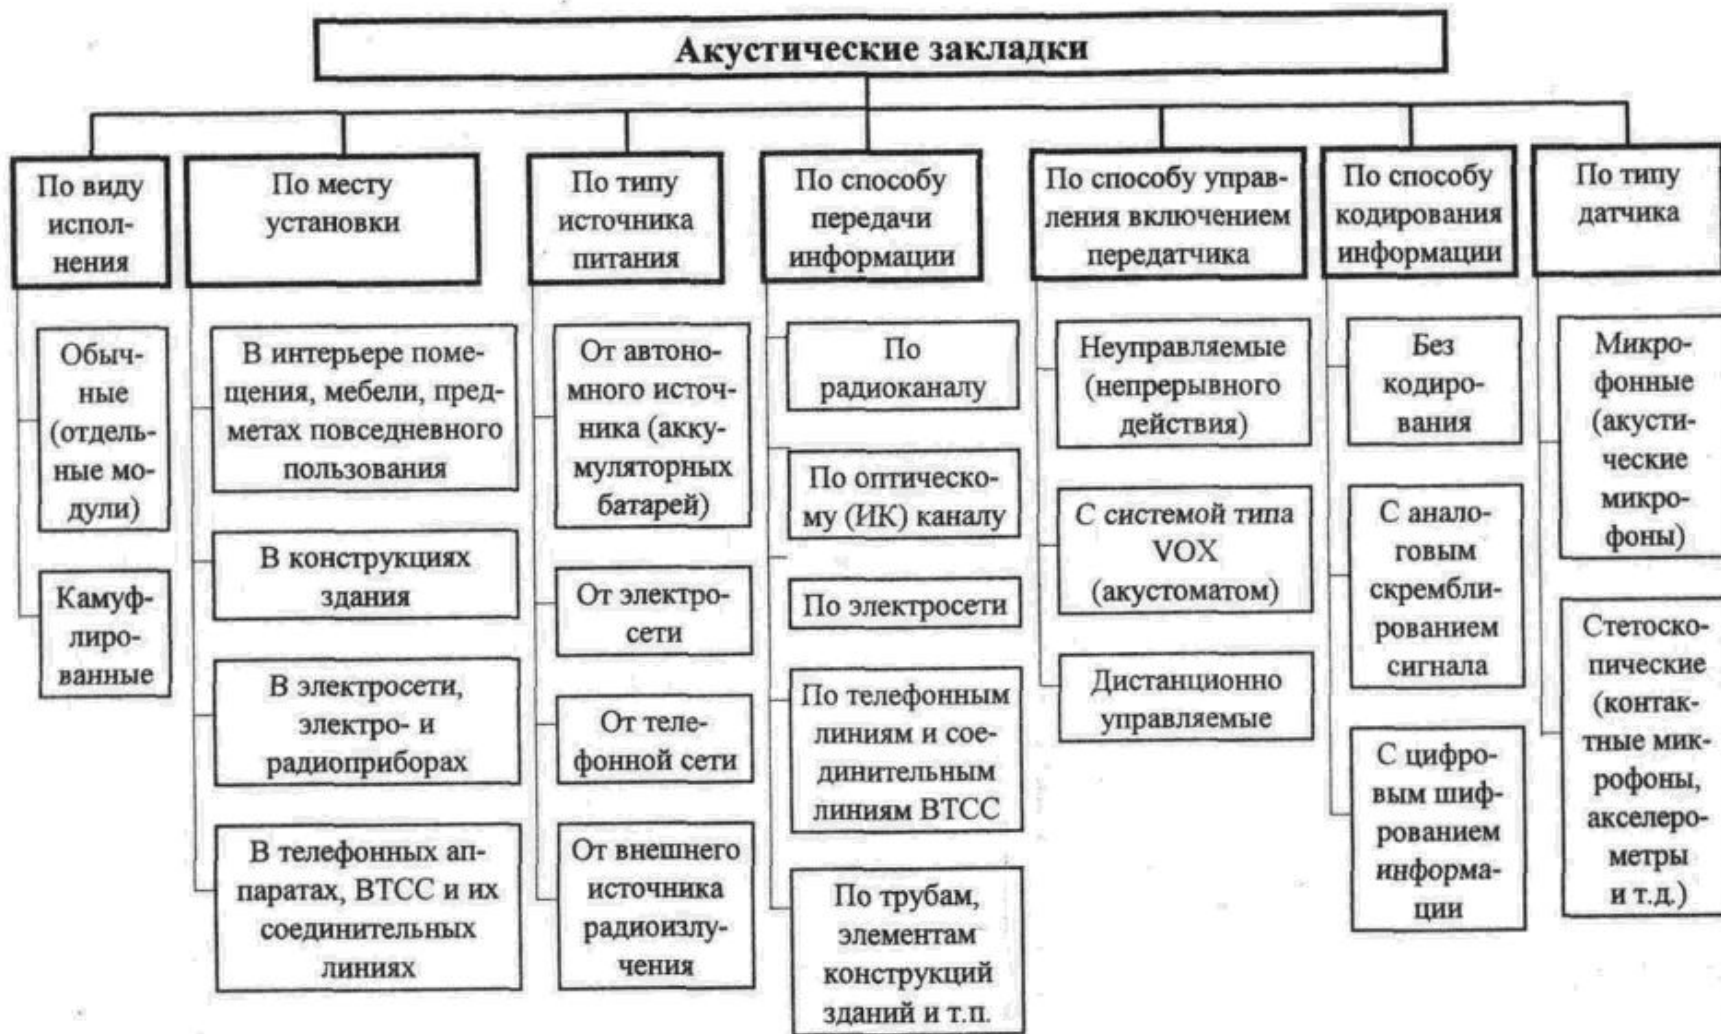 Акустические закладки
По виду
испол-
нения
Обыч-
ные
(отдель-
ные мо-
дули)
Камуф-
лиро-
ванные
По месту
установки
В интерьере поме-
щения, мебели, пред-
метах повседневного
пользования
В конструкциях
здания
В электросети,
электро- и
радиоприборах
В телефонных ап-
паратах, ВТСС и их
соединительных
линиях
По типу
источника
питания
От автоно-
много источ-
ника (акку-
муляторных
батарей)
От электро-
сети
От теле-
фонной сети
От внешнего
источника
радиоизлу-
чения
По способу
передачи
информации
По
радиоканалу
По оптическо-
му (ИК) каналу
По электросети
По телефонным
линиям и сое-
динительным
линиям ВТСС
По трубам,
элементам
конструкций
зданий и т.п.
По способу управ-
ления включением
передатчика
Неуправляемые
(непрерывного
действия)
С системой типа
VOX
(акустоматом)
Дистанционно
управляемые
По способу
кодирования
информации
Без
кодиро-
вания
С анало-
говым
скрембли-
рованием
сигнала
С цифро-
вым шиф-
рованием
информа-
ции
По типу
датчика
Микро-
фонные
(акусти-
ческие
микро-
фоны)
Стетоско-
пические
(контак-
тные мик-
рофоны,
акселеро-
метры
и т.д.)